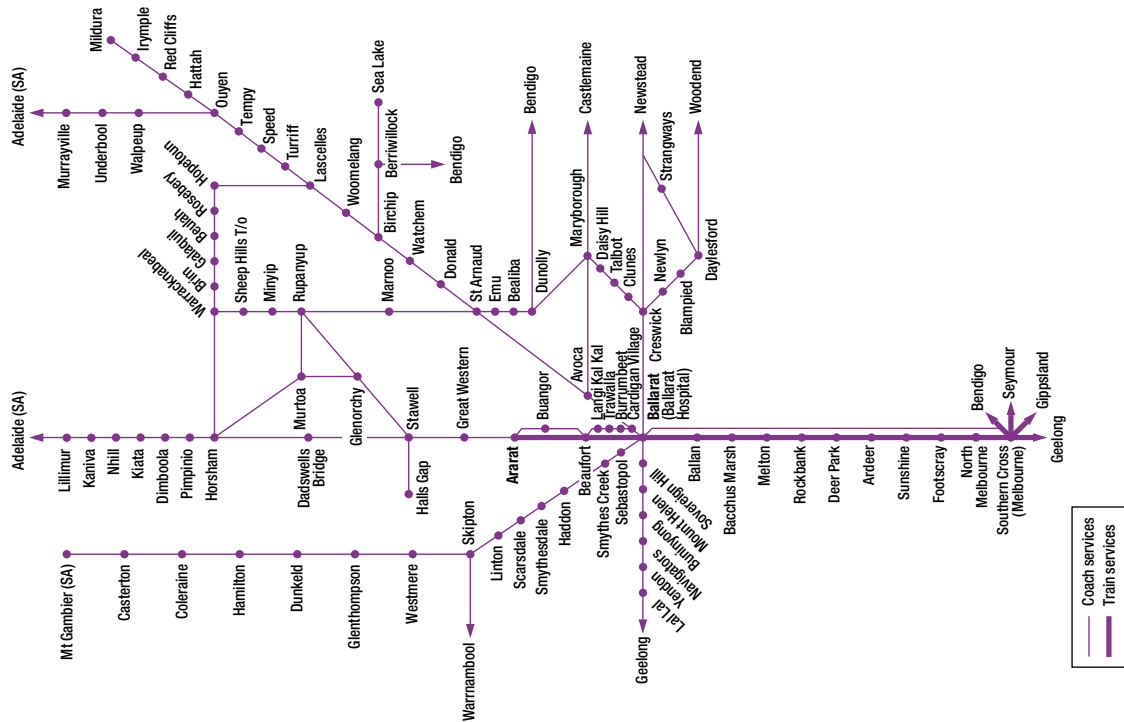 Adelaide (SA)
Lillimur
Kaniva
Nhill
Kiata
Dimboola
Pimpinio
Horsham
Dadswells
Bridge
Stawell
Halls Gap
Great Western
Ararat
Buangor
Beaufort
Langi Kal Kal
Trawalla
Burrumbeet
Cardigan Village
Ballarat
(Ballarat
Hospital)
Adelaide (SA)
Murrayville
Underbool
Walpeup
Mildura
Irymple
Red Cliffs
Hattah
Ouyen
Tempy
Speed
Turriff
Lascelles
Woomelang
Birchip
Berriwillock
Sea Lake
Bendigo
Watchem
Donald
St Arnaud
Hopetoun
Rosebery
Beulah
Galaquil
Brim
Warracknabeal
Sheep Hills T/o
Minyip
Rupanyup
Murtoa
Glenorchy
Marnoo
Emu
Bealiba
Dunolly
Bendigo
Avoca
Maryborough
Castlemaine
Daisy Hill
Talbot
Clunes
Creswick
Newstead
Strangways
Newlyn
Blampied
Daylesford
Woodend
Mt Gambier (SA)
Casterton
Coleraine
Hamilton
Dunkeld
Glenthompson
Westmere
Skipton
Warrnambool
Linton
Scarsdale
Smythesdale
Haddon
Smythes Creek
Sebastopol
Sovereign Hill
Mount Helen
Buninyong
Navigators
Yendon
Lal Lal
Geelong
Ballan
Bacchus Marsh
Melton
Rockbank
Deer Park
Ardeer
Sunshine
Footscray
North
Melbourne
Southern Cross
(Melbourne)
Bendigo
Seymour
Gippsland
Geelong
Coach services
Train services